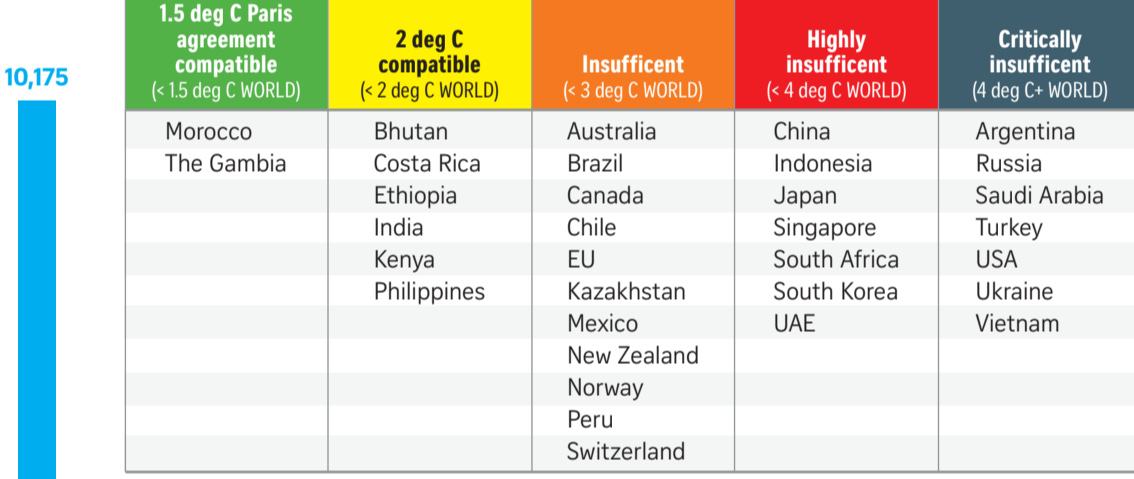 10,175
1.5 deg C Paris
agreement
compatible
(< 1.5 deg C WORLD)
2 deg C
compatible
(< 2 deg C WORLD)
Insufficent
(< 3 deg C WORLD)
Highly
insufficent
(< 4 deg C WORLD)
Critically
insufficent
(4 deg C+ WORLD)
Morocco
The Gambia
Bhutan
Costa Rica
Ethiopia
India
Kenya
Philippines
Australia
Brazil
Canada
Chile
EU
Kazakhstan
Mexico
New Zealand
Norway
Peru
Switzerland
China
Indonesia
Japan
Singapore
South Africa
South Korea
UAE
Argentina
Russia
Saudi Arabia
Turkey
USA
Ukraine
Vietnam